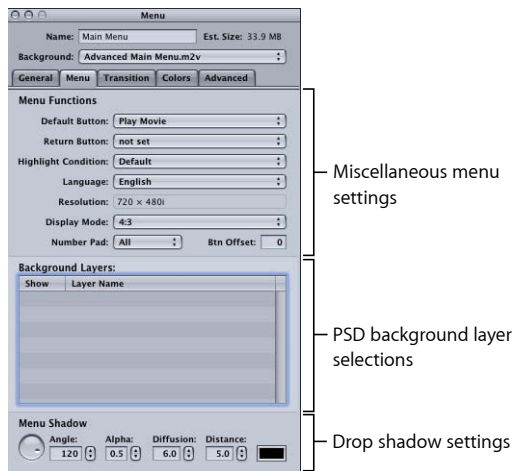 Menu
Name: Main Menu Est. Size: 33.9 MB
Background: Advanced Main Menu.m2v
General Menu Transition Colors Advanced
Menu Functions
Default Button: Play Movie
Return Button: not set
Highlight Condition: Default
Language: English
Resolution: 720 × 480i
Display Mode: 4:3
Number Pad: All Btn Offset: 0
Miscellaneous menu
settings
Background Layers:
Show Layer Name
PSD background layer
selections
Menu Shadow
Angle: Alpha: Diffusion: Distance:
120 0.5 6.0 5.0
Drop shadow settings